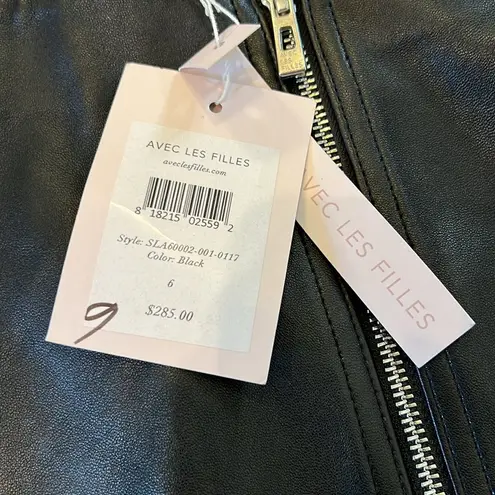 AVEC LES FILLES
aveclesfilles.com
8 18215 02559 2
Style: SLA60002-001-0117
Color: Black
6
$285.00
9
AVEC LES FILLES